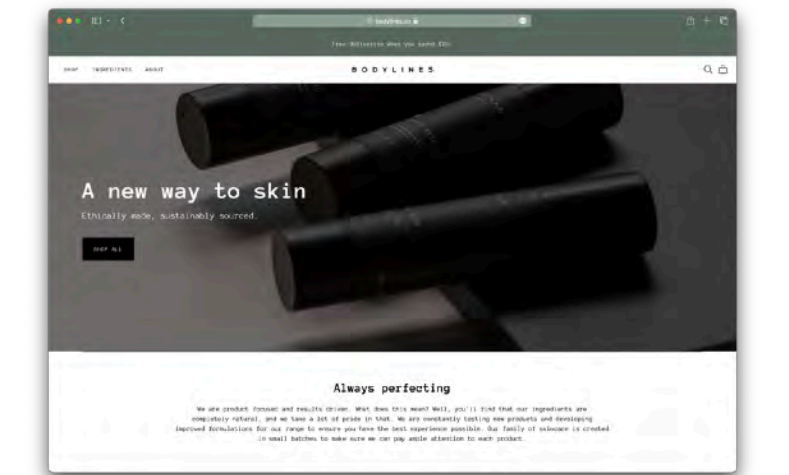 bodylines.co
Free deliveries when you spend $20+
SHOP INGREDIENTS ABOUT
BODYLINES
A new way to skin
Ethically made, sustainably sourced.
SHOP ALL
Always perfecting
We are product focused and results driven. What does this mean? Well, you'll find that our ingredients are
completely natural, and we take a lot of pride in that. We are constantly testing new products and developing
improved formulations for our range to ensure you have the best experience possible. Our family of skincare is created
in small batches to make sure we can pay ample attention to each product.